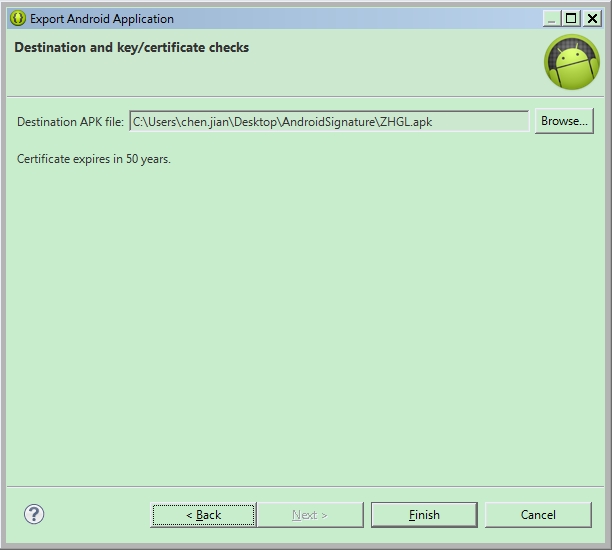 Export Android Application
Destination and key/certificate checks
Destination APK file: C:\Users\chen.jian\Desktop\AndroidSignature\ZHGL.apk Browse...
Certificate expires in 50 years.
? < Back Next > Finish Cancel